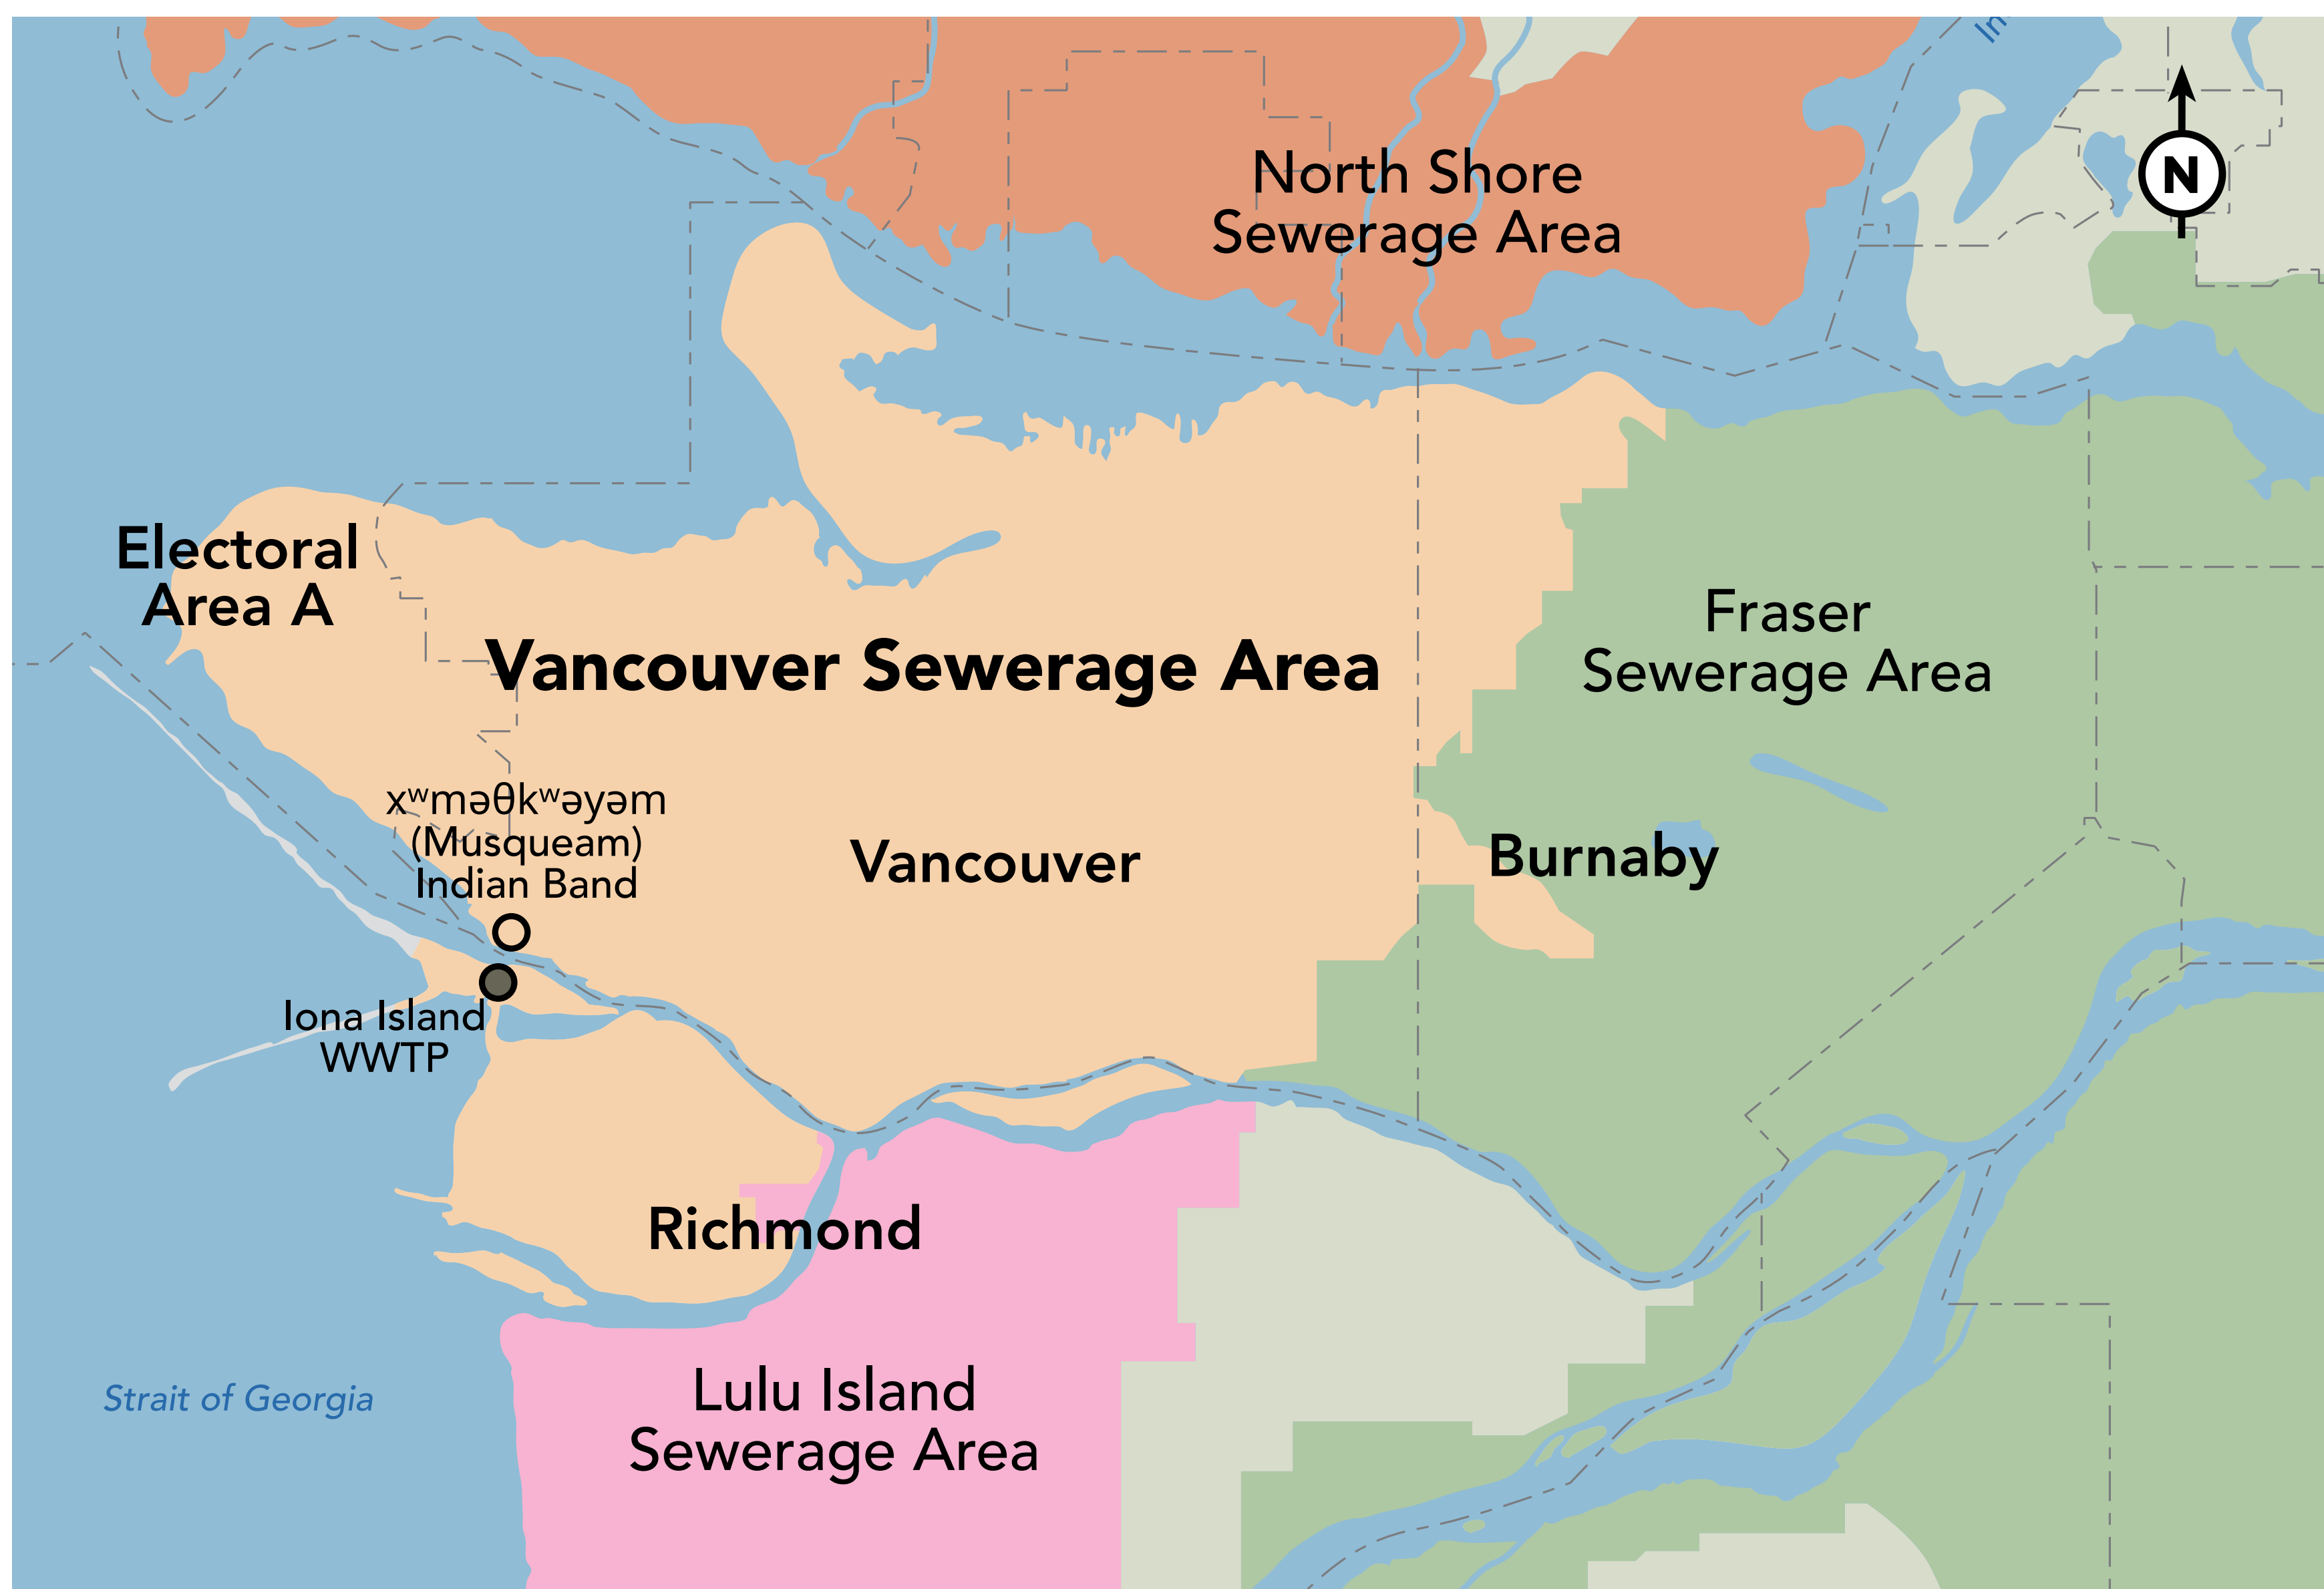 In
N
North Shore
Sewerage Area
Electoral
Area A
Fraser
Sewerage Area
Vancouver Sewerage Area
xʷməθkʷəyəm
(Musqueam)
Indian Band
Vancouver
Burnaby
Iona Island
WWTP
Richmond
Strait of Georgia
Lulu Island
Sewerage Area